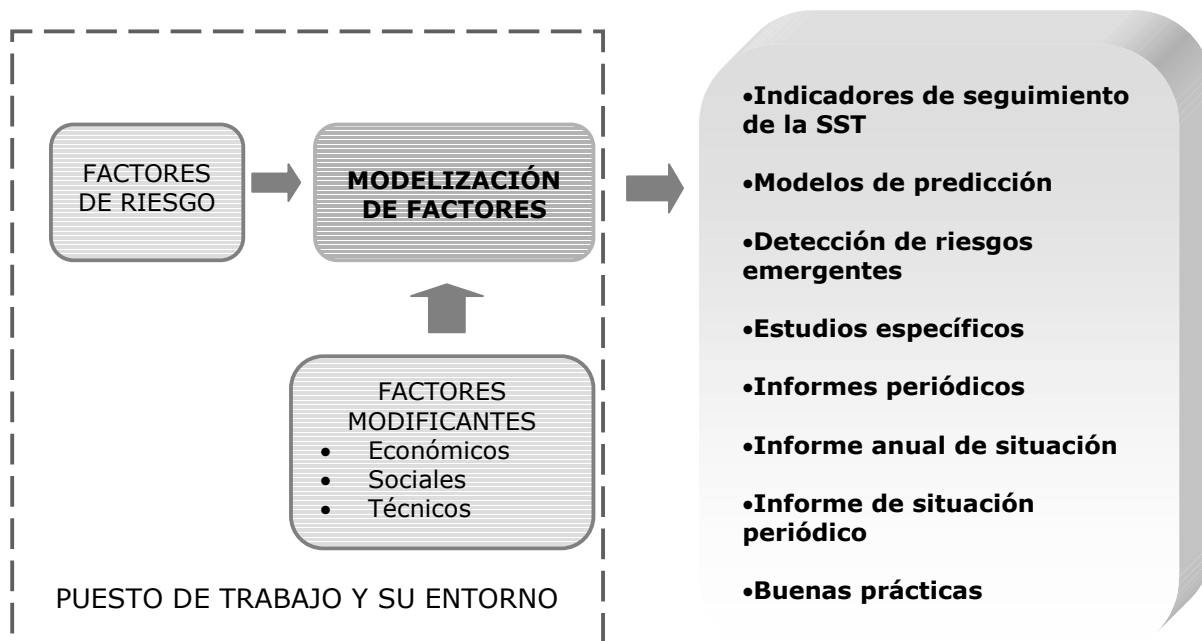 FACTORES
DE RIESGO
MODELIZACIÓN
DE FACTORES
FACTORES
MODIFICANTES
• Económicos
• Sociales
• Técnicos
PUESTO DE TRABAJO Y SU ENTORNO
•Indicadores de seguimiento
de la SST
•Modelos de predicción
•Detección de riesgos
emergentes
•Estudios específicos
•Informes periódicos
•Informe anual de situación
•Informe de situación
periódico
•Buenas prácticas